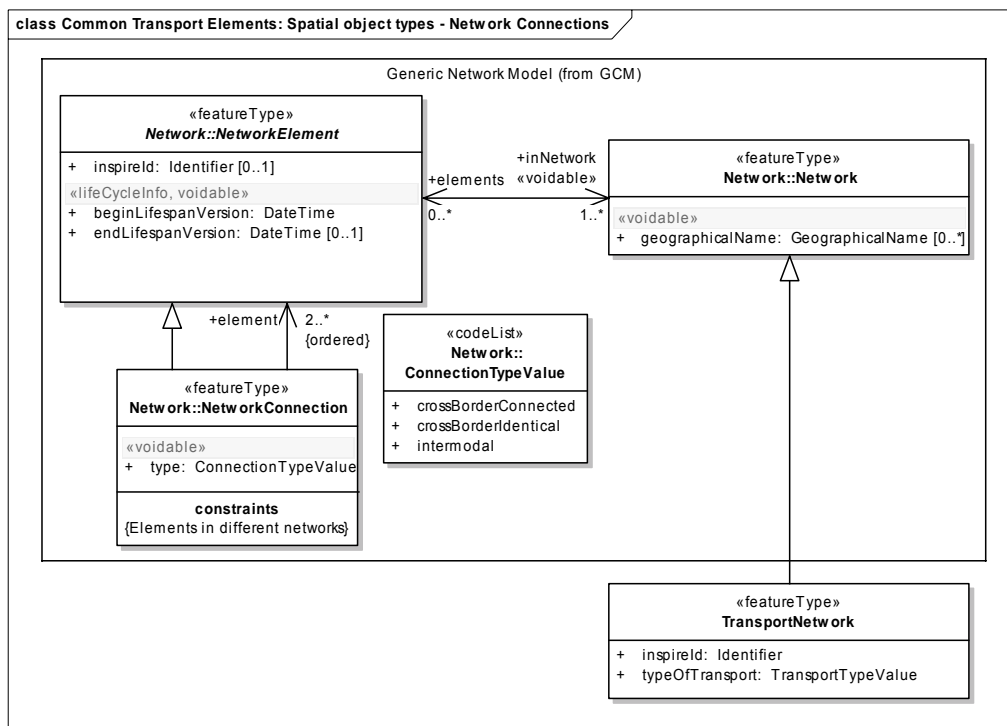 class Common Transport Elements: Spatial object types - Network Connections
Generic Network Model (from GCM)
«featureType»
Network::NetworkElement
+ inspireId: Identifier [0..1]
«lifeCycleInfo, voidable»
+ beginLifespanVersion: DateTime
+ endLifespanVersion: DateTime [0..1]
+elements
0..*
+inNetwork
«voidable»
1..*
«featureType»
Network::Network
«voidable»
+ geographicalName: GeographicalName [0..*]
+element
2..*
{ordered}
«featureType»
Network::NetworkConnection
«voidable»
+ type: ConnectionTypeValue
constraints
{Elements in different networks}
«codeList»
Network::
ConnectionTypeValue
+ crossBorderConnected
+ crossBorderIdentical
+ intermodal
«featureType»
TransportNetwork
+ inspireId: Identifier
+ typeOfTransport: TransportTypeValue